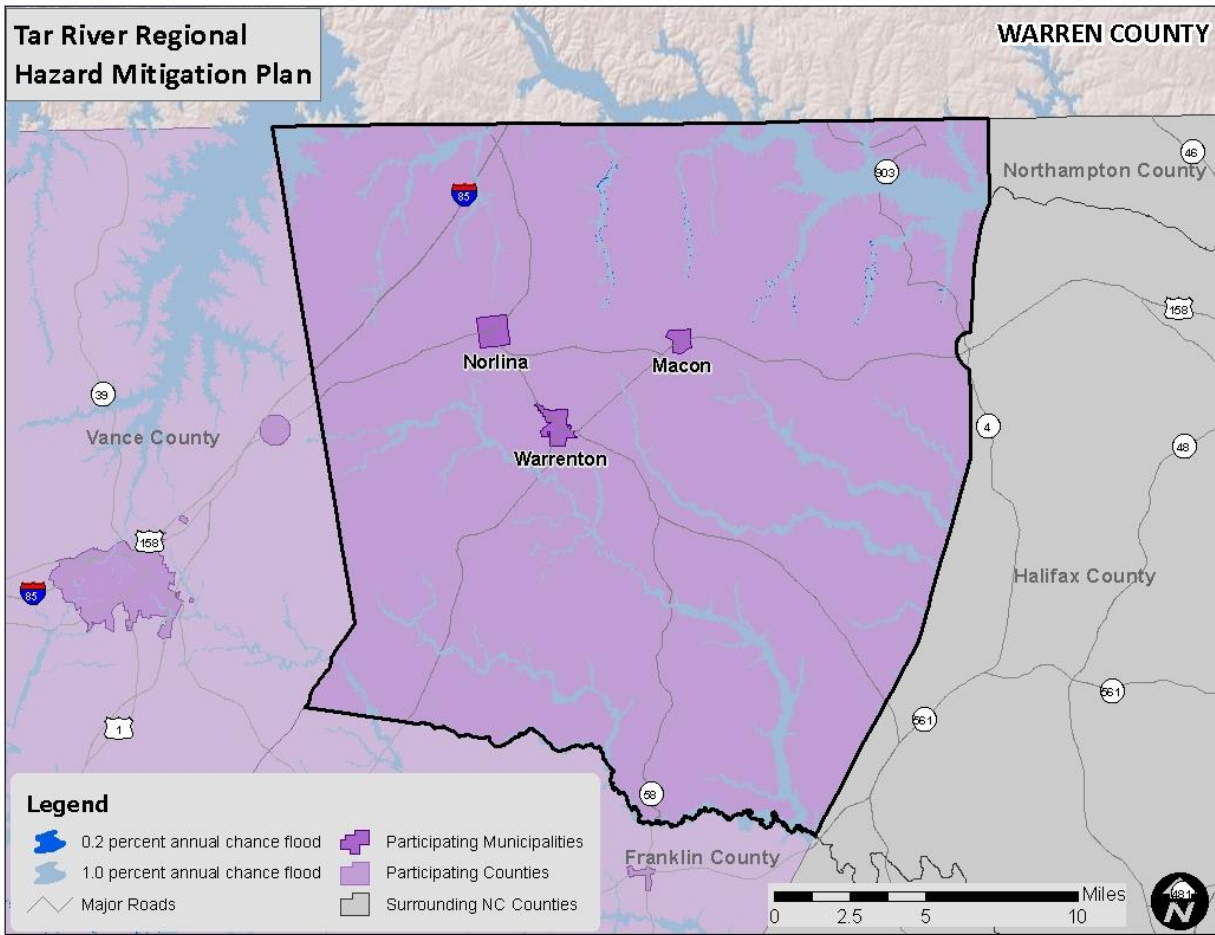 Tar River Regional
Hazard Mitigation Plan
WARREN COUNTY
46
Northampton County
903
85
158
Norlina
Macon
39
Vance County
4
48
Warrenton
158
Halifax County
85
561
561
1
58
Franklin County
Legend
0.2 percent annual chance flood
Participating Municipalities
1.0 percent annual chance flood
Participating Counties
Major Roads
Surrounding NC Counties
Miles
0 2.5 5 10
481
N